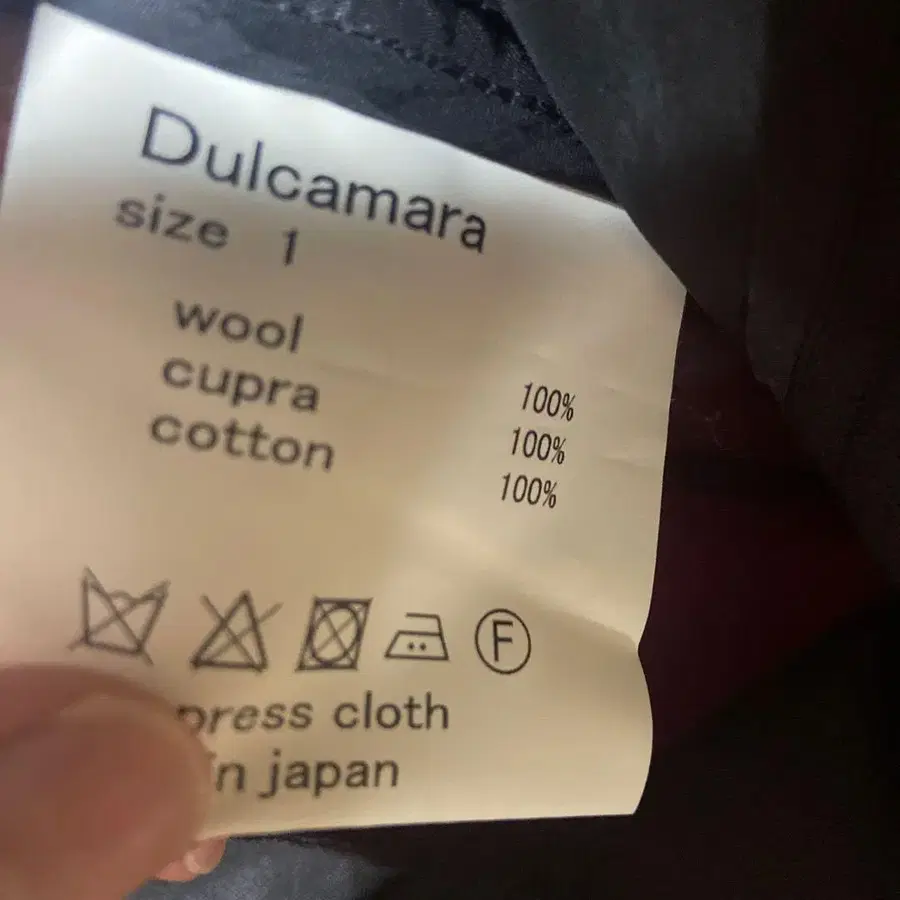 Dulcamara
size 1
wool 100%
cupra 100%
cotton 100%
F
press cloth
in japan